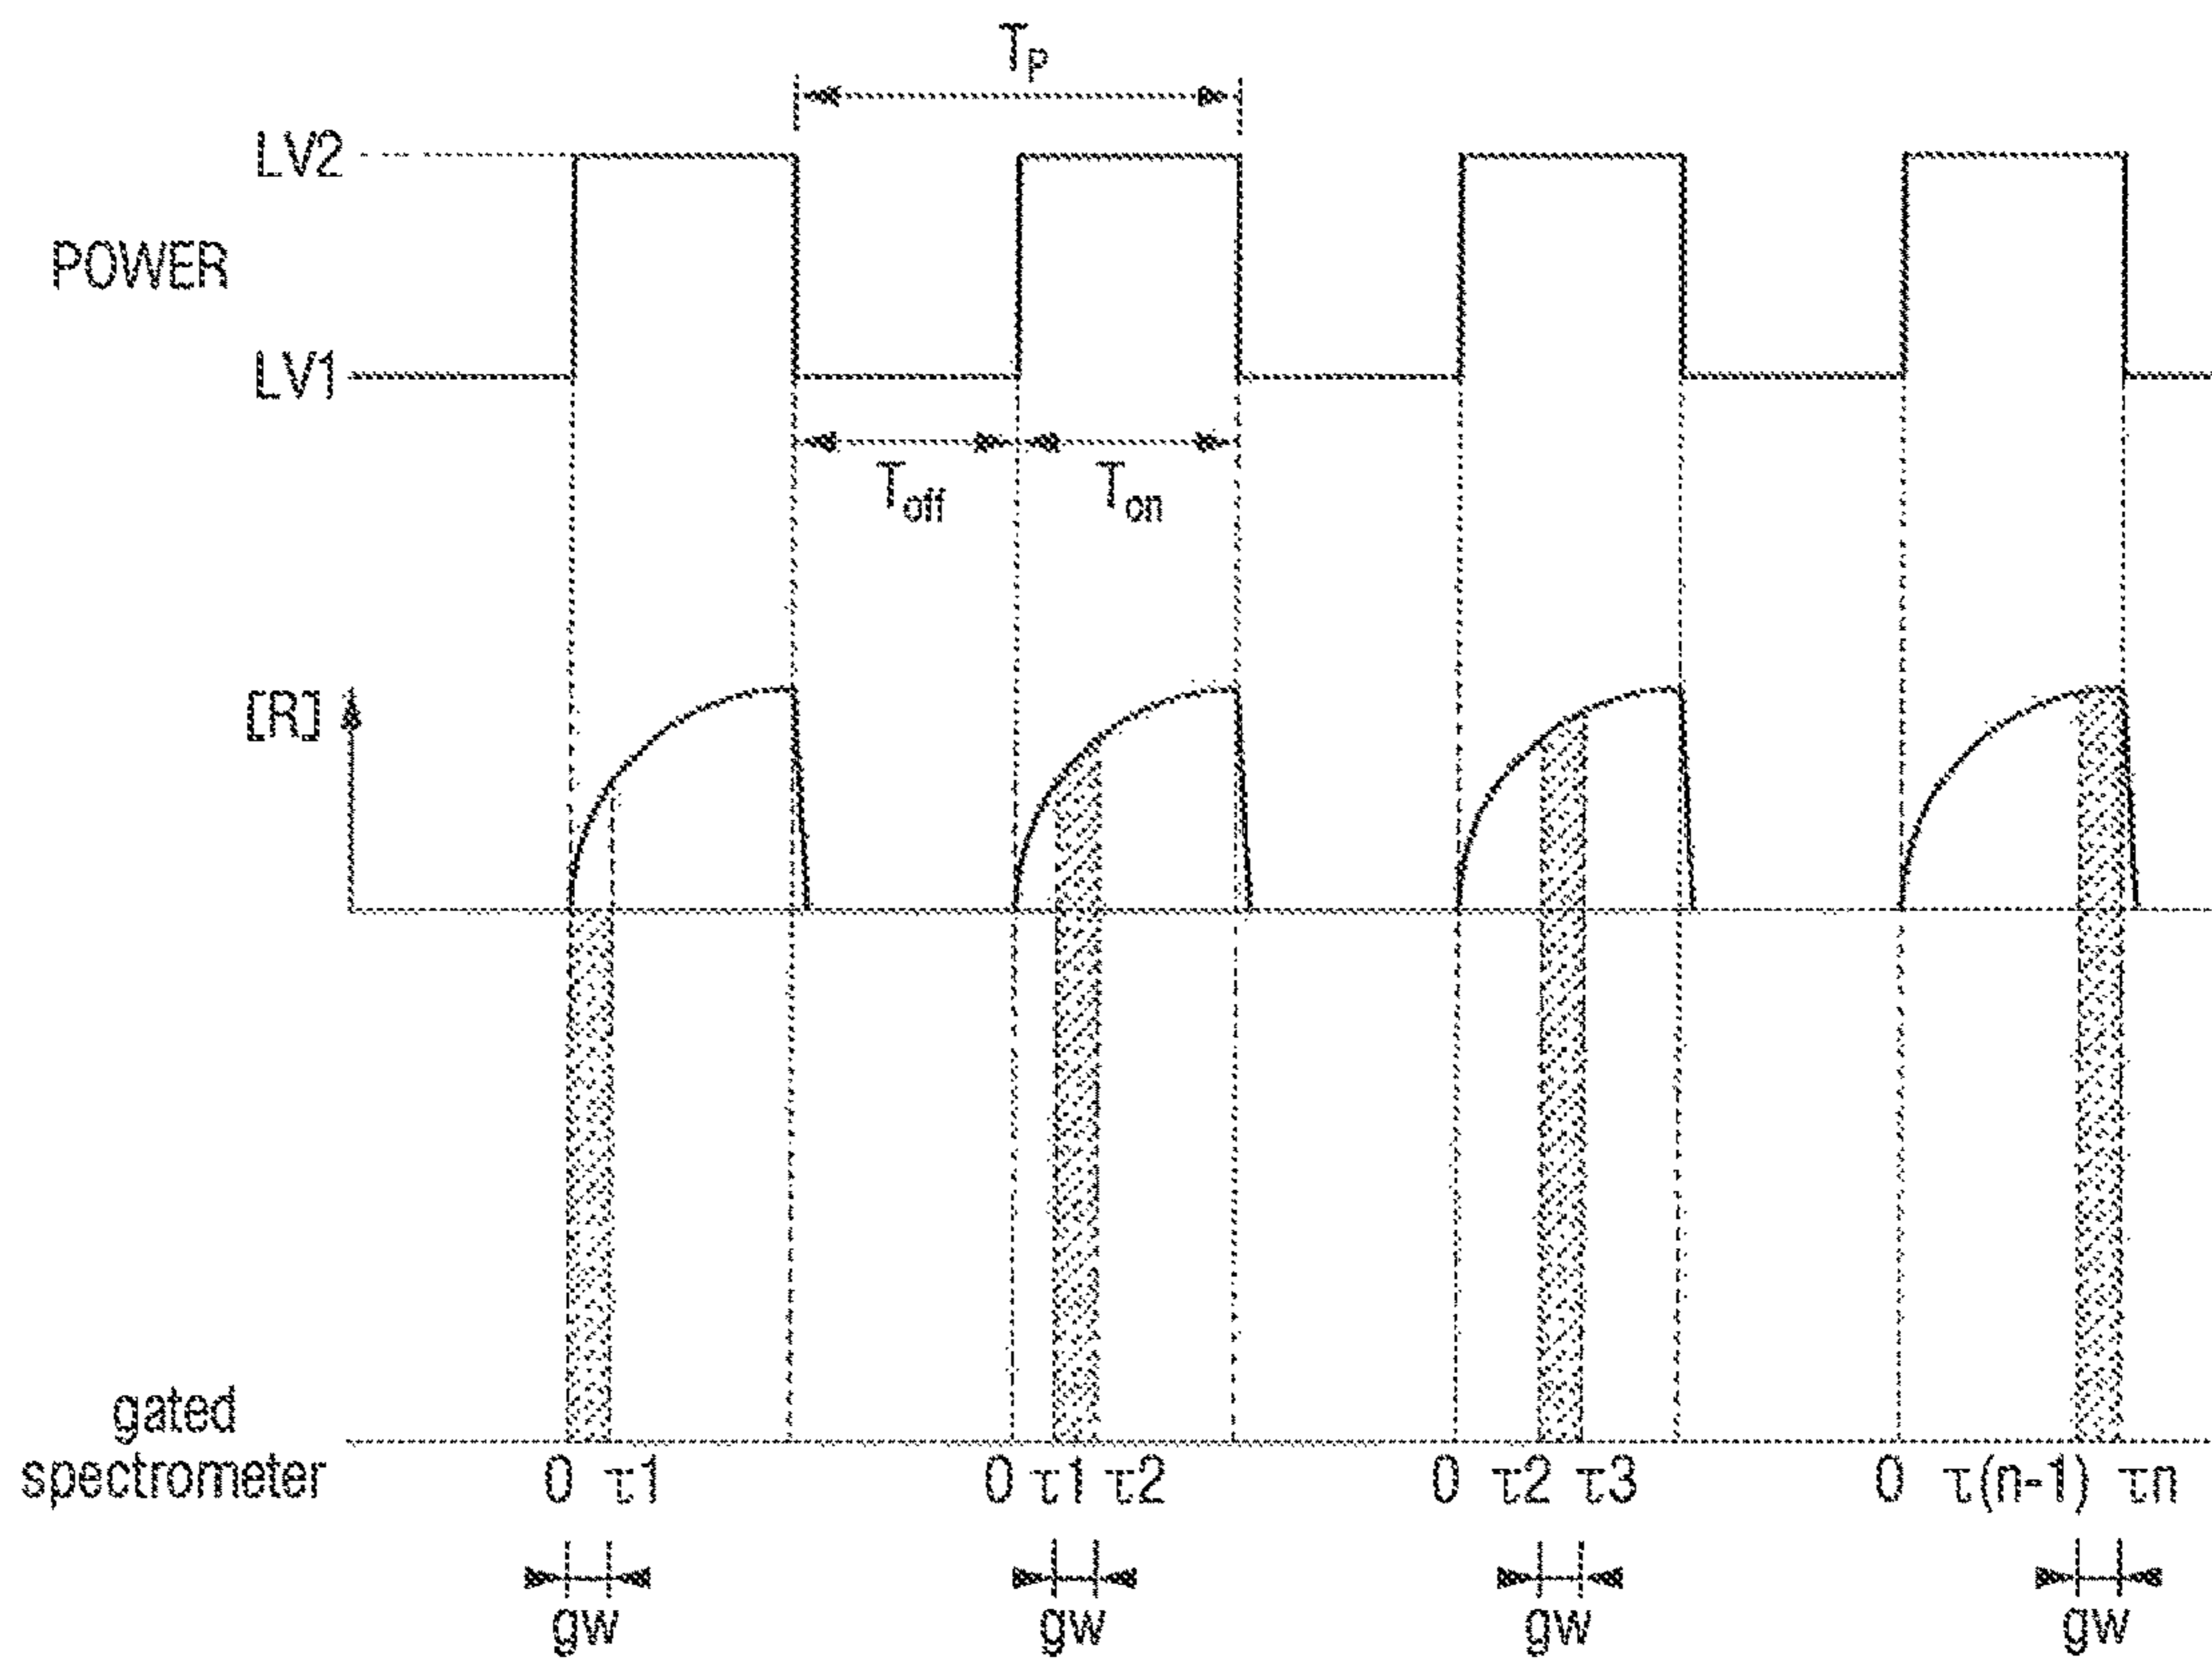 Tp
LV2
POWER
LV1
Toff Ton
[R]
gated
spectrometer
0 τ1 0 τ1 τ2 0 τ2 τ3 0 τ(n-1) τn
gw gw gw gw